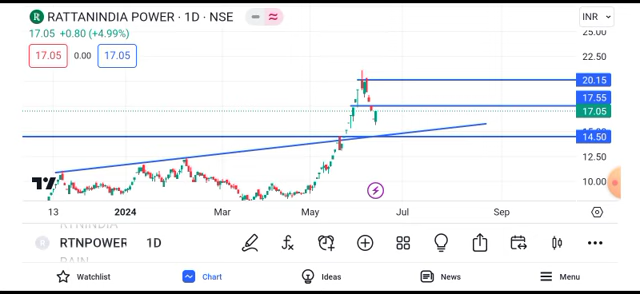 R RATTANINDIA POWER · 1D · NSE
INR
17.05 +0.80 (+4.99%)
17.05 0.00 17.05
25.00
22.50
20.15
17.55
17.05
14.50
12.50
10.00
13 2024 Mar May Jul Sep
RTNINDIA
R RTNPOWER 1D
RAIN
Watchlist Chart Ideas News Menu